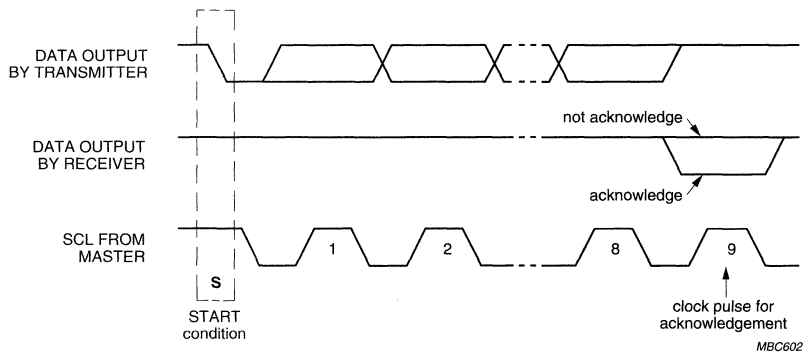 DATA OUTPUT
BY TRANSMITTER
not acknowledge
DATA OUTPUT
BY RECEIVER
acknowledge
SCL FROM
MASTER
1
2
8
9
S
START
condition
clock pulse for
acknowledgement
MBC602